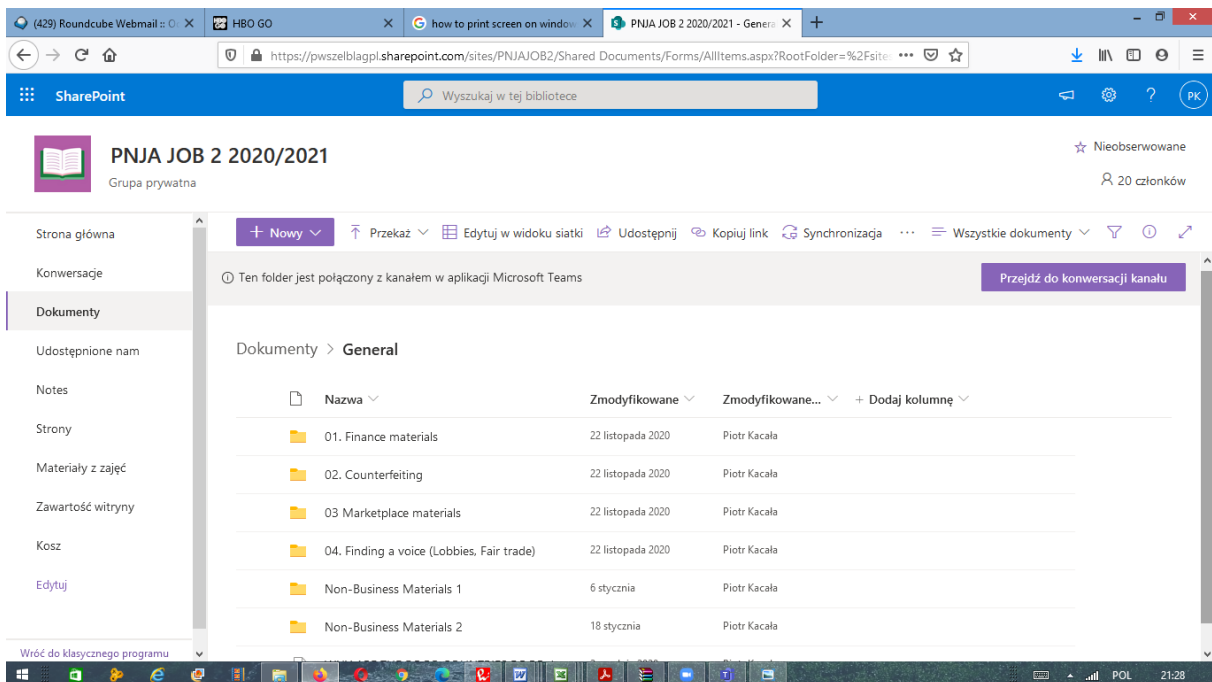 (429) Roundcube Webmail :: O
HBO GO
how to print screen on window
PNJA JOB 2 2020/2021 - Genera
https://pwszelblagpl.sharepoint.com/sites/PNJAJOB2/Shared Documents/Forms/AllItems.aspx?RootFolder=%2Fsite
SharePoint
Wyszukaj w tej bibliotece
PK
PNJA JOB 2 2020/2021
Grupa prywatna
Nieobserwowane
20 członków
Strona główna
Konwersacje
Dokumenty
Udostępnione nam
Notes
Strony
Materiały z zajęć
Zawartość witryny
Kosz
Edytuj
Wróć do klasycznego programu
+ Nowy Przekaż Edytuj w widoku siatki Udostępnij Kopiuj link Synchronizacja ... Wszystkie dokumenty
Ten folder jest połączony z kanałem w aplikacji Microsoft Teams
Przejdź do konwersacji kanału
Dokumenty > General
Nazwa Zmodyfikowane Zmodyfikowane... + Dodaj kolumnę
01. Finance materials 22 listopada 2020 Piotr Kacała
02. Counterfeiting 22 listopada 2020 Piotr Kacała
03 Marketplace materials 22 listopada 2020 Piotr Kacała
04. Finding a voice (Lobbies, Fair trade) 22 listopada 2020 Piotr Kacała
Non-Business Materials 1 6 stycznia Piotr Kacała
Non-Business Materials 2 18 stycznia Piotr Kacała
POL 21:28